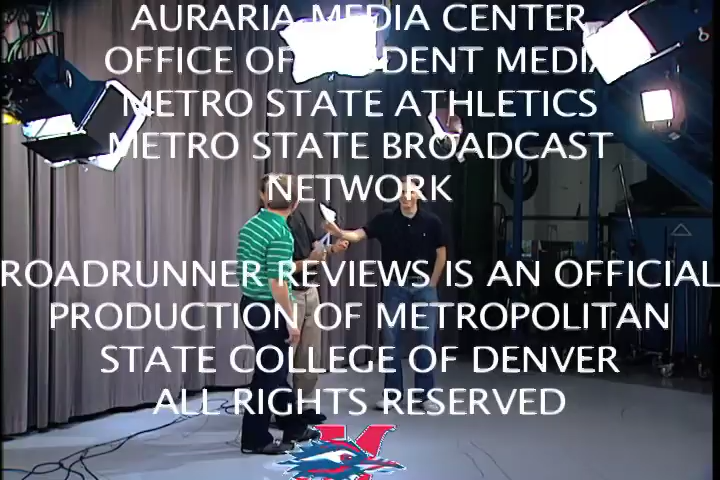 AURARIA MEDIA CENTER
OFFICE OF STUDENT MEDIA
METRO STATE ATHLETICS
METRO STATE BROADCAST
NETWORK
ROADRUNNER REVIEWS IS AN OFFICIAL
PRODUCTION OF METROPOLITAN
STATE COLLEGE OF DENVER
ALL RIGHTS RESERVED